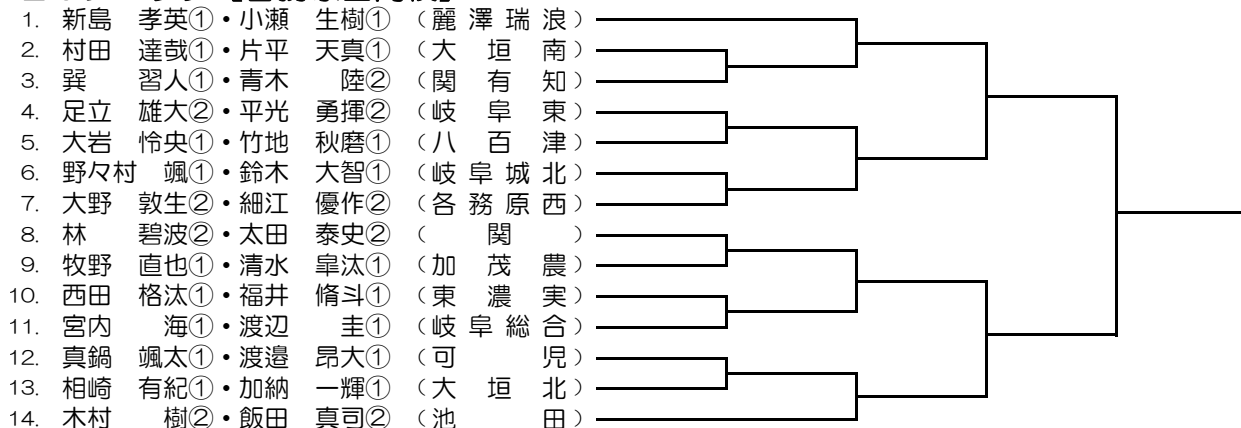 1. 新島 孝英①・小瀬 生樹① (麗澤瑞浪)
2. 村田 達哉①・片平 天真① (大垣南)
3. 巽 習人①・青木 陸② (関有知)
4. 足立 雄大②・平光 勇揮② (岐阜東)
5. 大岩 怜央①・竹地 秋磨① (八百津)
6. 野々村 颯①・鈴木 大智① (岐阜城北)
7. 大野 敦生②・細江 優作② (各務原西)
8. 林 碧波②・太田 泰史② (関)
9. 牧野 直也①・清水 皐汰① (加茂農)
10. 西田 格汰①・福井 脩斗① (東濃実)
11. 宮内 海①・渡辺 圭① (岐阜総合)
12. 真鍋 颯太①・渡邉 昂大① (可児)
13. 相崎 有紀①・加納 一輝① (大垣北)
14. 木村 樹②・飯田 真司② (池田)